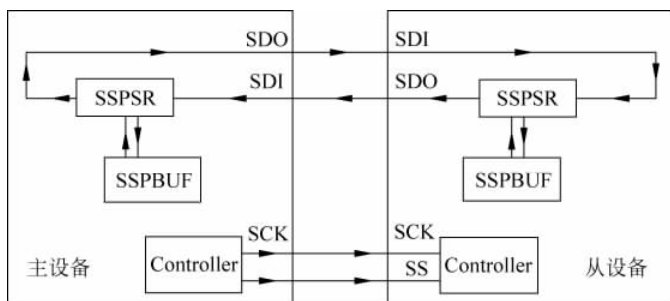 SDO SDI
SDI SDO
SSPSR SSPSR
SSPBUF SSPBUF
SCK SCK
主设备 Controller SS Controller 从设备